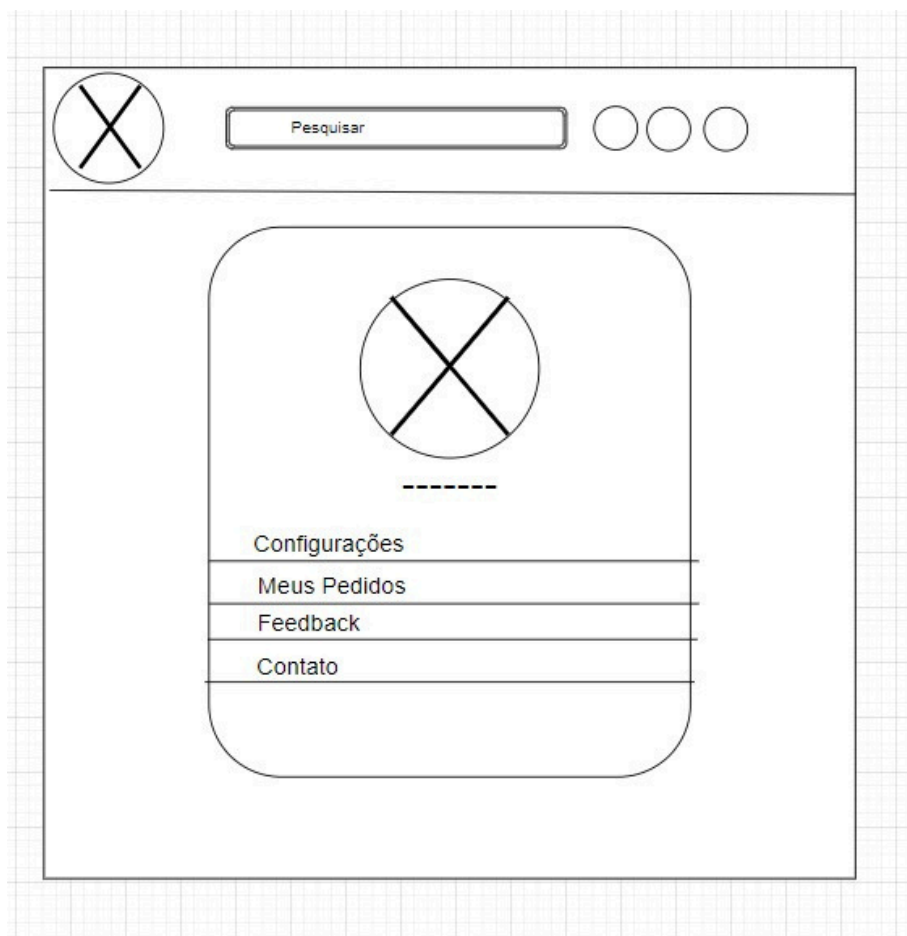 Pesquisar
-------
Configurações
Meus Pedidos
Feedback
Contato